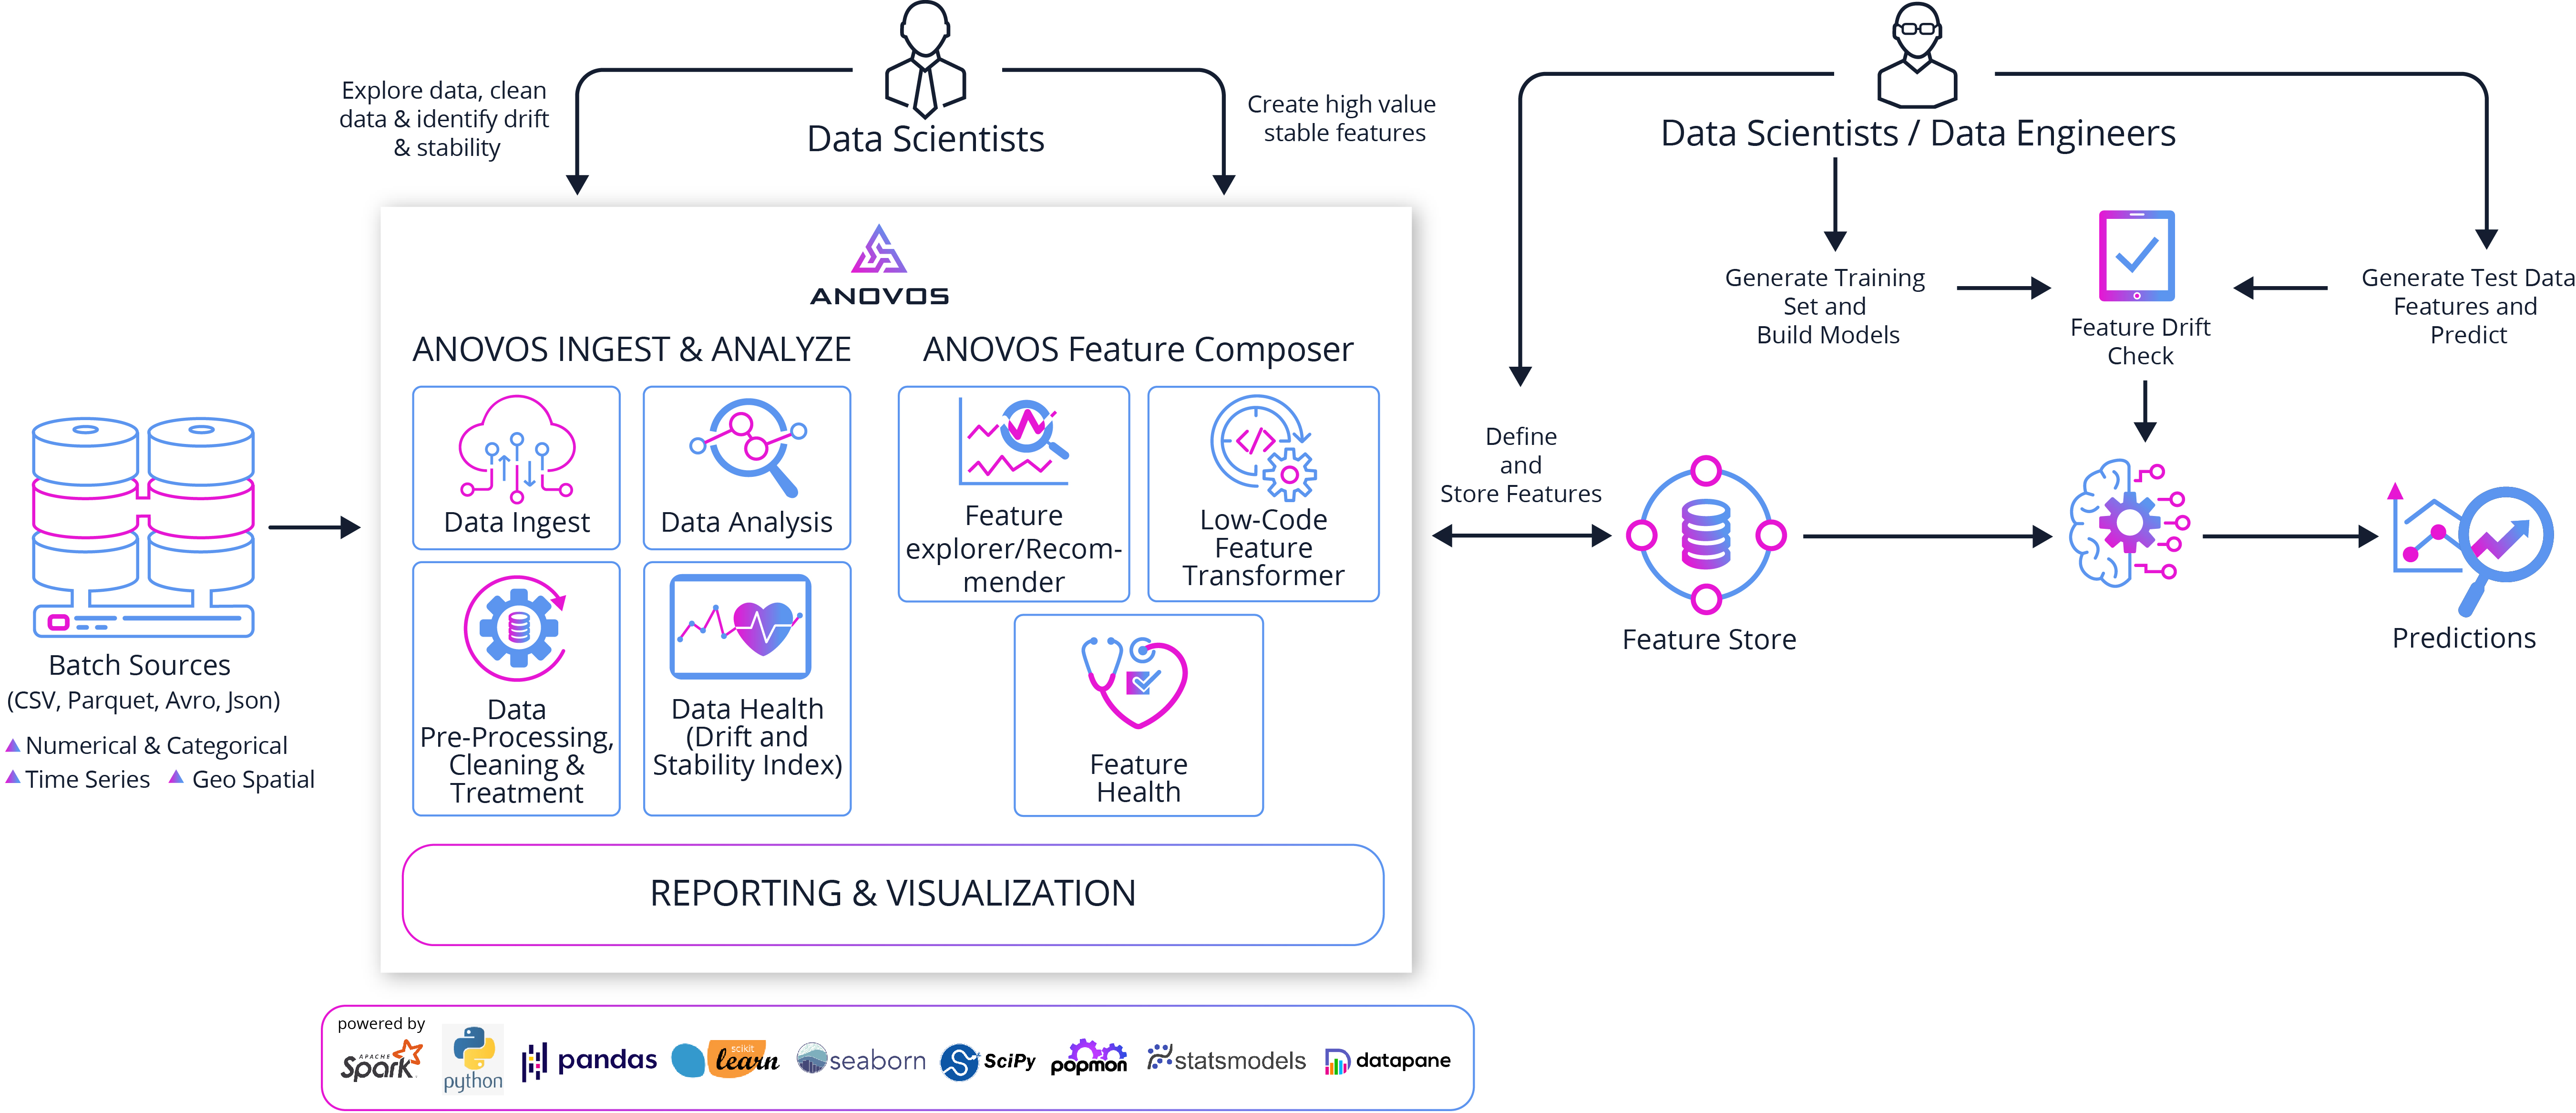 Explore data, clean
data & identify drift
& stability
Data Scientists
Create high value
stable features
Data Scientists / Data Engineers
ANOVOS
ANOVOS INGEST & ANALYZE
ANOVOS Feature Composer
Data Ingest
Data Analysis
Feature
explorer/Recom-
mender
Low-Code
Feature
Transformer
Data
Pre-Processing,
Cleaning &
Treatment
Data Health
(Drift and
Stability Index)
Feature
Health
REPORTING & VISUALIZATION
Batch Sources
(CSV, Parquet, Avro, Json)
Numerical & Categorical
Time Series
Geo Spatial
Define
and
Store Features
Feature Store
Generate Training
Set and
Build Models
Feature Drift
Check
Generate Test Data
Features and
Predict
Predictions
powered by
APACHE
Spark
python
pandas
scikit
learn
seaborn
SciPy
popmon
statsmodels
datapane